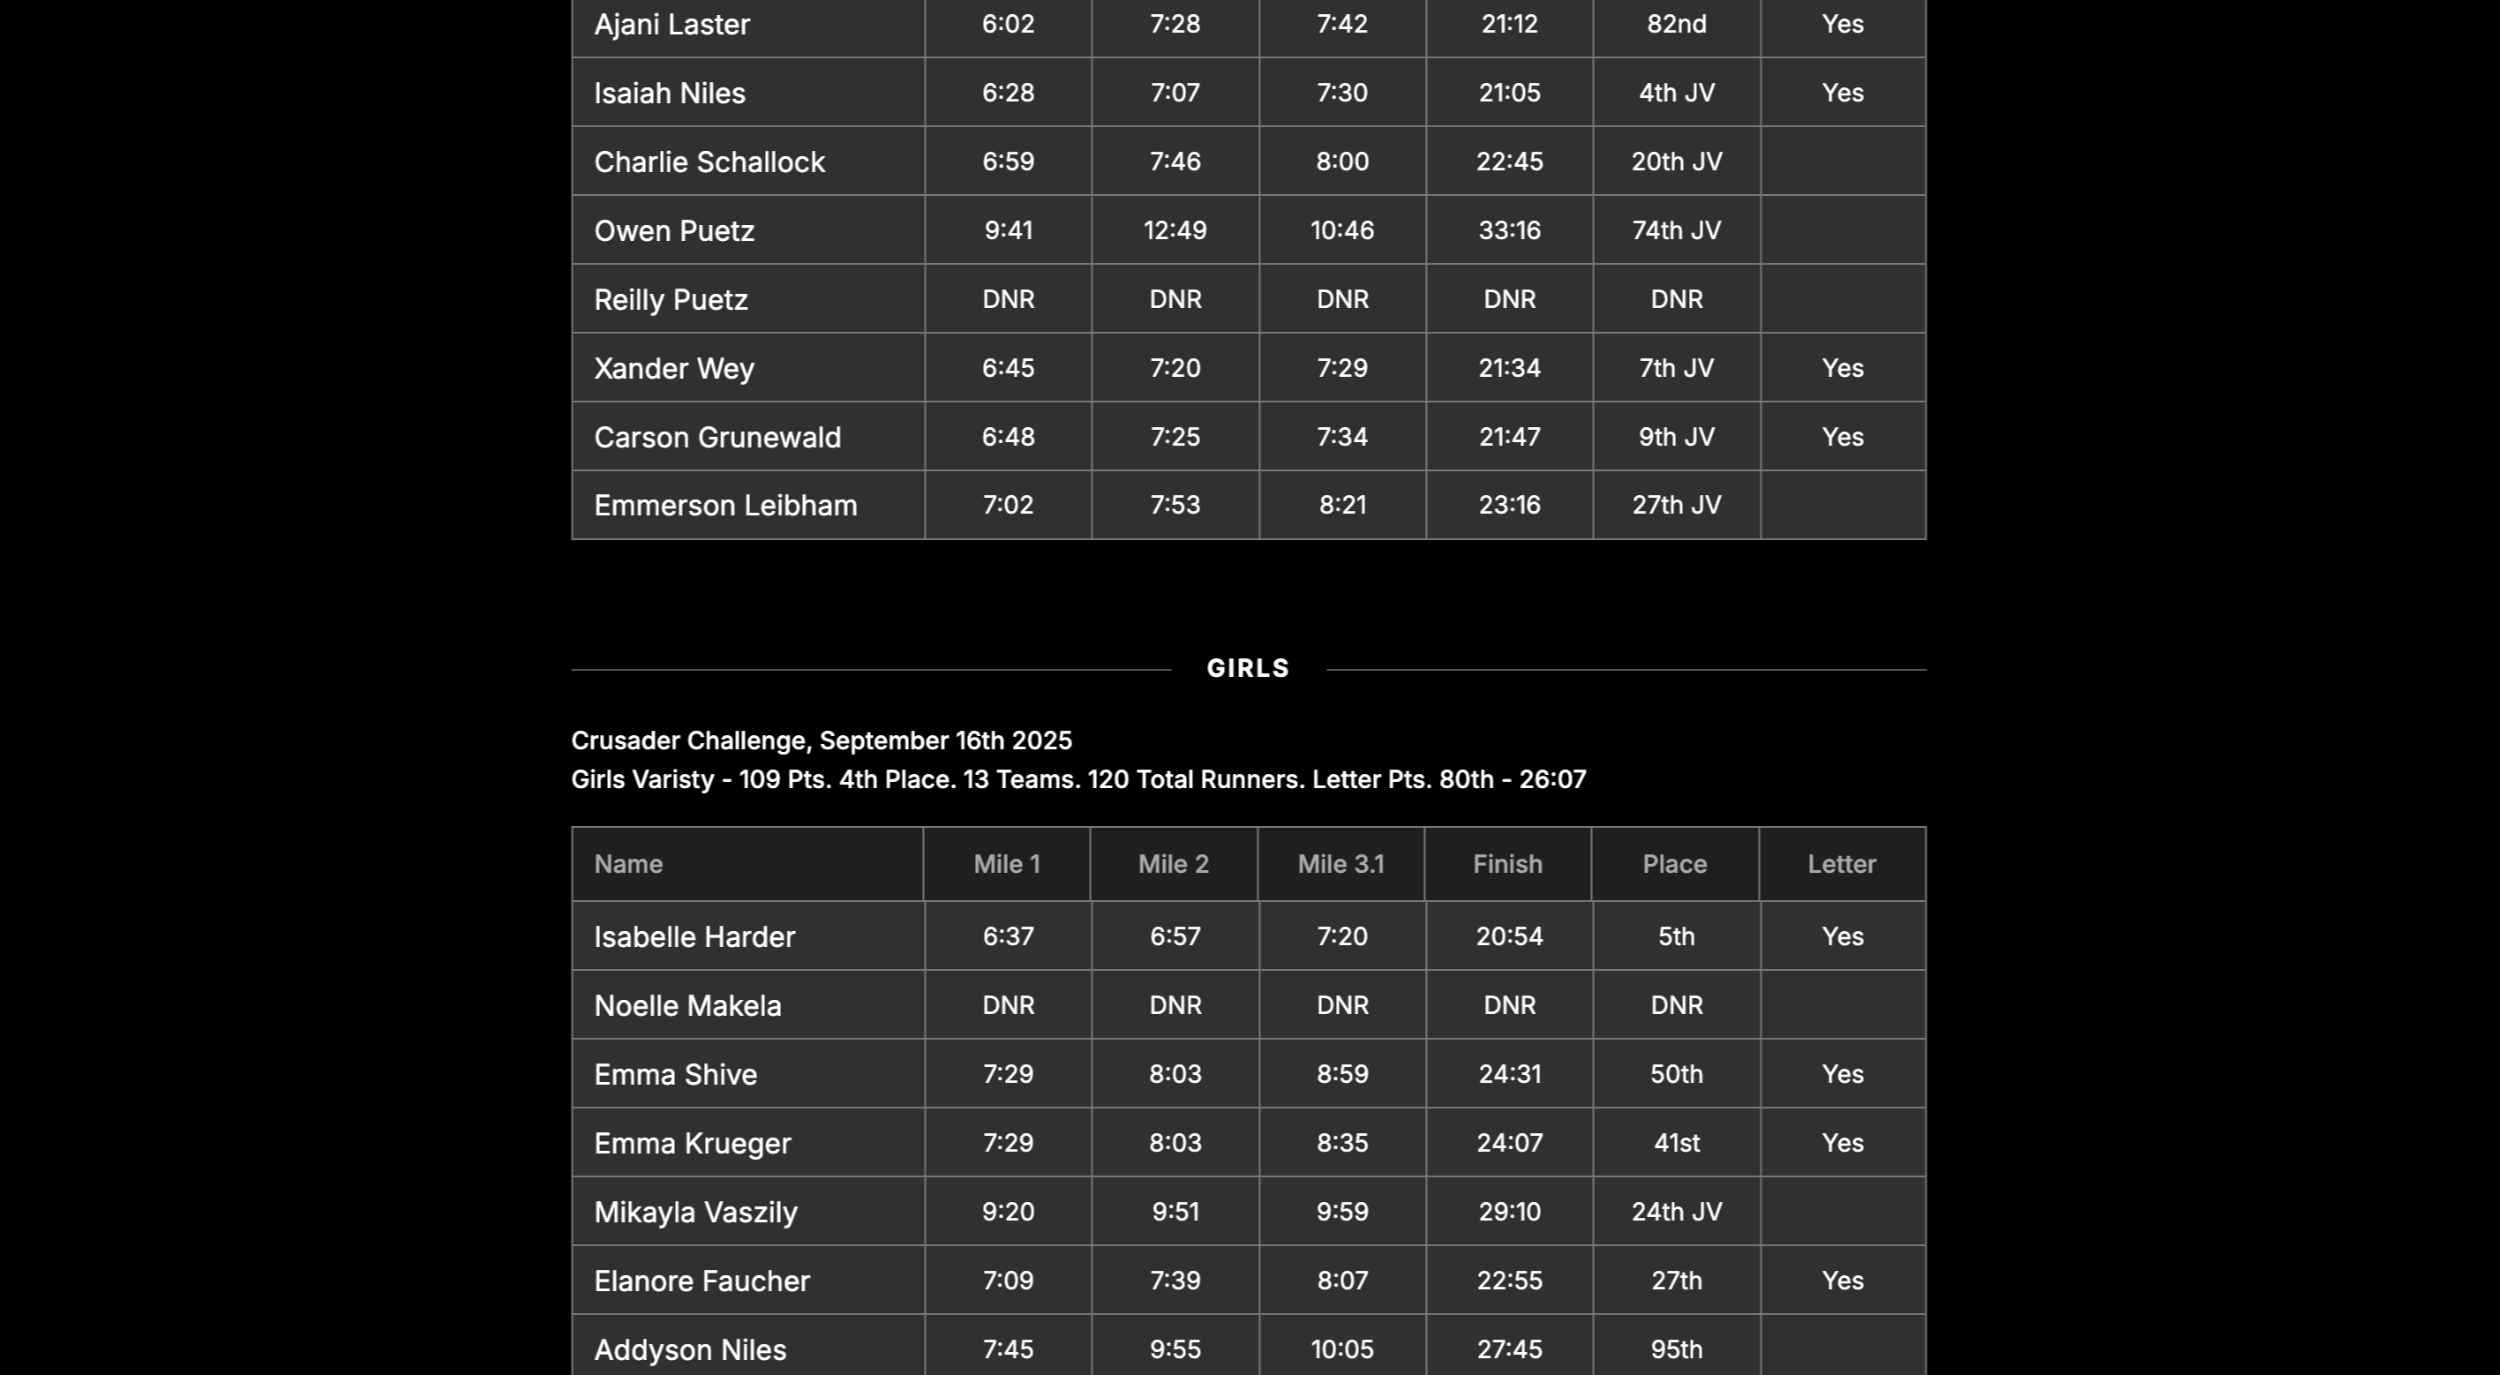 Ajani Laster 6:02 7:28 7:42 21:12 82nd Yes
Isaiah Niles 6:28 7:07 7:30 21:05 4th JV Yes
Charlie Schallock 6:59 7:46 8:00 22:45 20th JV
Owen Puetz 9:41 12:49 10:46 33:16 74th JV
Reilly Puetz DNR DNR DNR DNR DNR
Xander Wey 6:45 7:20 7:29 21:34 7th JV Yes
Carson Grunewald 6:48 7:25 7:34 21:47 9th JV Yes
Emmerson Leibham 7:02 7:53 8:21 23:16 27th JV
GIRLS
Crusader Challenge, September 16th 2025
Girls Varisty - 109 Pts. 4th Place. 13 Teams. 120 Total Runners. Letter Pts. 80th - 26:07
Name Mile 1 Mile 2 Mile 3.1 Finish Place Letter
Isabelle Harder 6:37 6:57 7:20 20:54 5th Yes
Noelle Makela DNR DNR DNR DNR DNR
Emma Shive 7:29 8:03 8:59 24:31 50th Yes
Emma Krueger 7:29 8:03 8:35 24:07 41st Yes
Mikayla Vaszily 9:20 9:51 9:59 29:10 24th JV
Elanore Faucher 7:09 7:39 8:07 22:55 27th Yes
Addyson Niles 7:45 9:55 10:05 27:45 95th